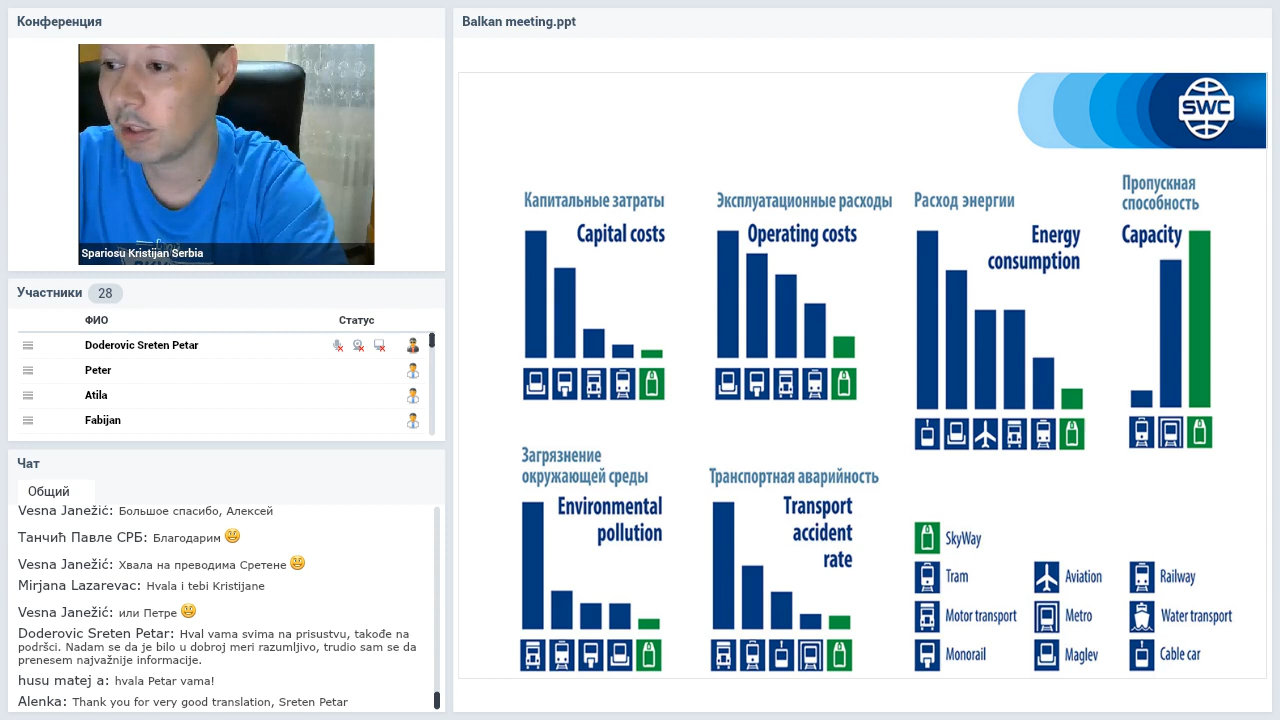 Конференция
Spariosu Kristijan Serbia
Участники 28
ФИО Статус
Doderovic Sreten Petar
Peter
Atila
Fabijan
Чат
Общий
Vesna Janežić: Большое спасибо, Алексей
Танчић Павле СРБ: Благодарим
Vesna Janežić: Хвала на преводима Сретене
Mirjana Lazarevac: Hvala i tebi Kristijane
Vesna Janežić: или Петре
Doderovic Sreten Petar: Hval vama svima na prisustvu, takođe na
podršci. Nadam se da je bilo u dobroj meri razumljivo, trudio sam se da
prenesem najvažnije informacije.
husu matej a: hvala Petar vama!
Alenka: Thank you for very good translation, Sreten Petar
Balkan meeting.ppt
SWC
Капитальные затраты
Capital costs
Эксплуатационные расходы
Operating costs
Расход энергии
Energy
consumption
Пропускная
способность
Capacity
Загрязнение
окружающей среды
Environmental
pollution
Транспортная аварийность
Transport
accident
rate
SkyWay
Tram
Aviation
Railway
Motor transport
Metro
Water transport
Monorail
Maglev
Cable car